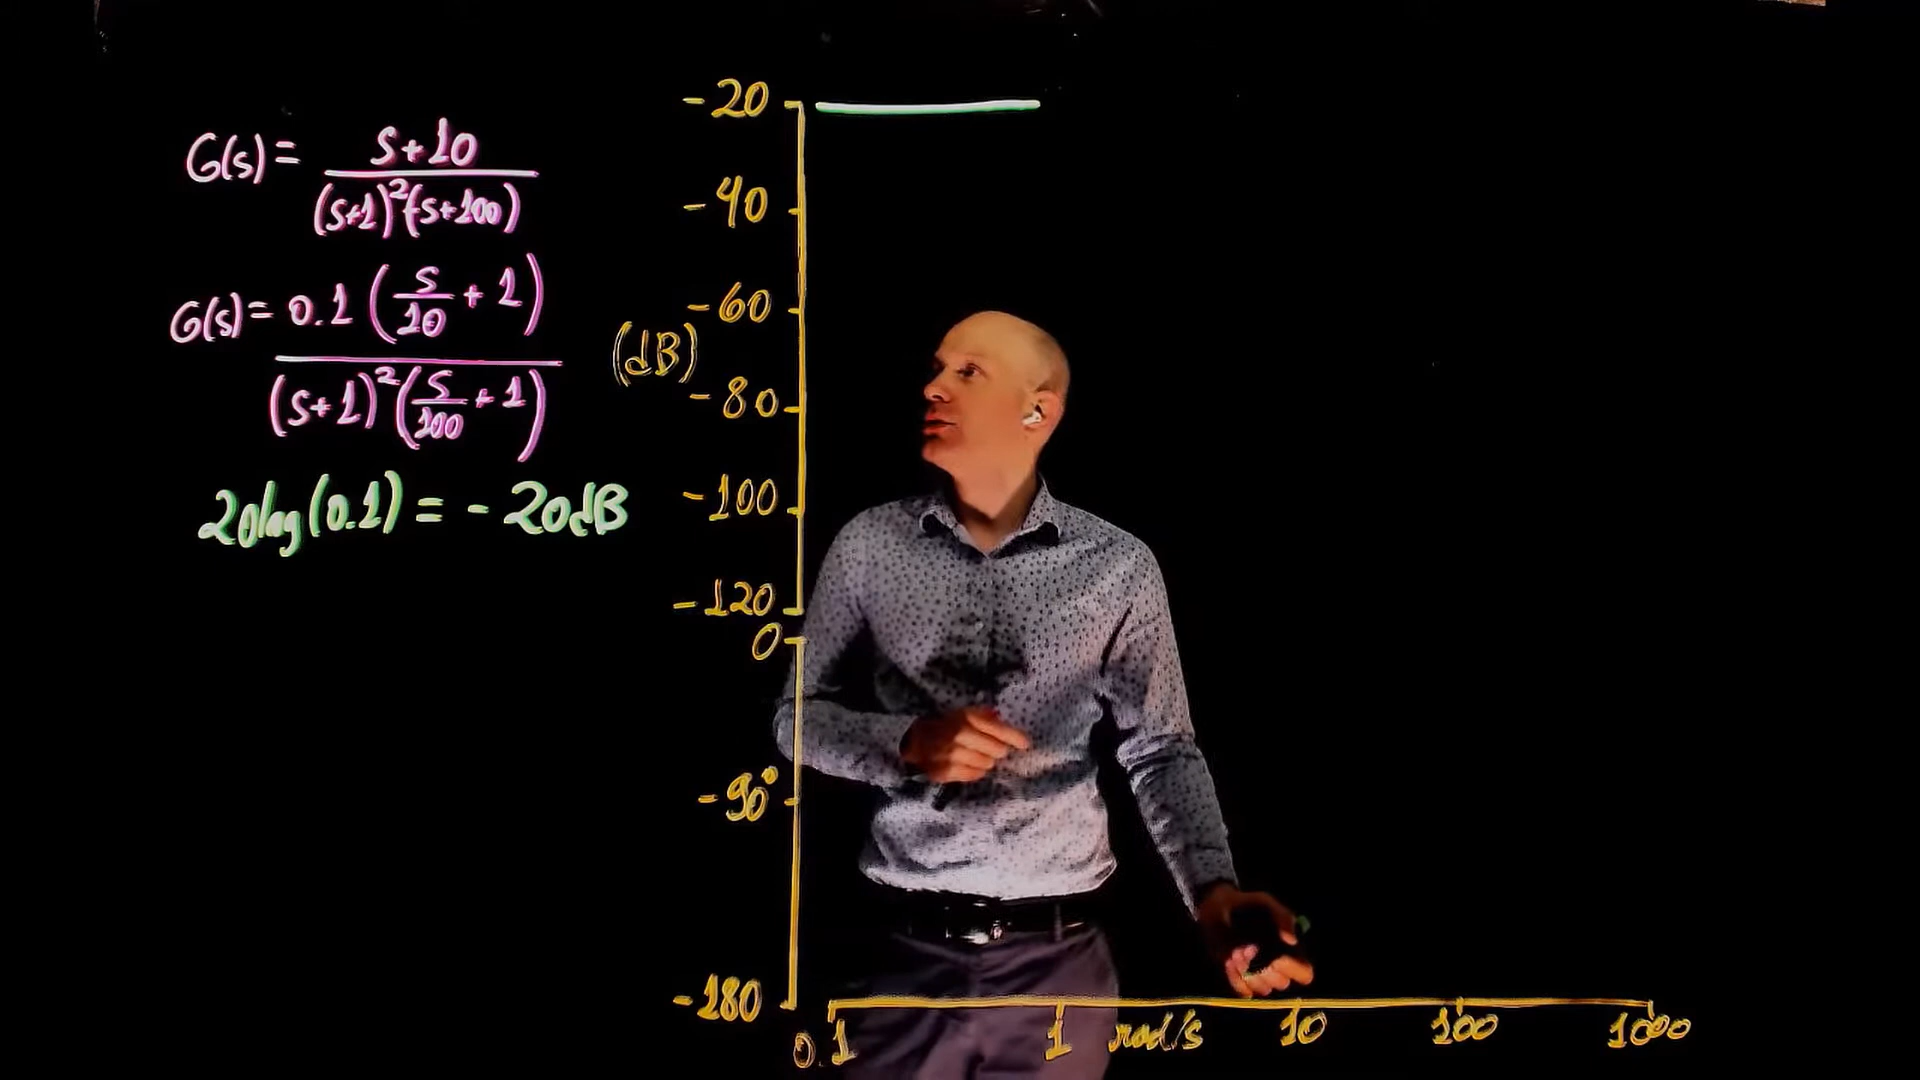 G(s) = s+10
(s+1)²(s+100)
G(s) = 0.1 (s/10 + 1)
(s+1)²(s/100 + 1)
20log(0.1) = - 20dB
(dB)
-20
-40
-60
-80
-100
-120
0
-90°
-180
0.1 1 rad/s 10 100 1000